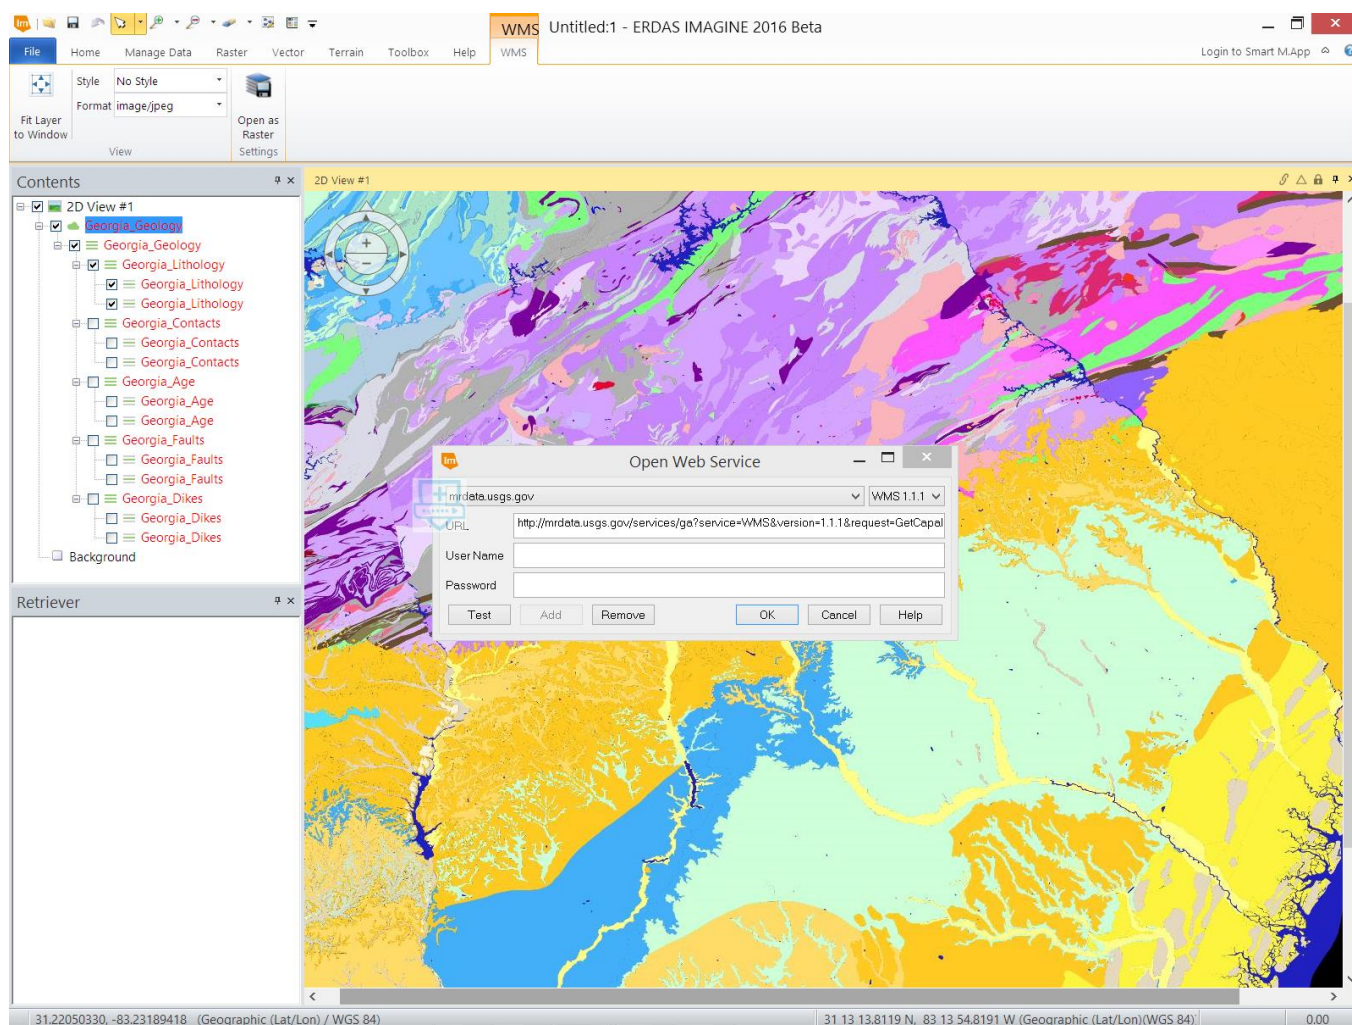 Im
WMS Untitled:1 - ERDAS IMAGINE 2016 Beta
File Home Manage Data Raster Vector Terrain Toolbox Help WMS Login to Smart M.App
Style No Style
Format image/jpeg
Fit Layer to Window
Open as Raster
View Settings
Contents
2D View #1
2D View #1
Georgia_Geology
Georgia_Geology
Georgia_Lithology
Georgia_Lithology
Georgia_Lithology
Georgia_Contacts
Georgia_Contacts
Georgia_Contacts
Georgia_Age
Georgia_Age
Georgia_Age
Georgia_Faults
Georgia_Faults
Georgia_Faults
Georgia_Dikes
Georgia_Dikes
Georgia_Dikes
Background
Retriever
Im Open Web Service
mrdata.usgs.gov WMS 1.1.1
URL http://mrdata.usgs.gov/services/ga?service=WMS&version=1.1.1&request=GetCapal
User Name
Password
Test Add Remove OK Cancel Help
31.22050330, -83.23189418 (Geographic (Lat/Lon) / WGS 84) 31 13 13.8119 N, 83 13 54.8191 W (Geographic (Lat/Lon)(WGS 84) 0.00